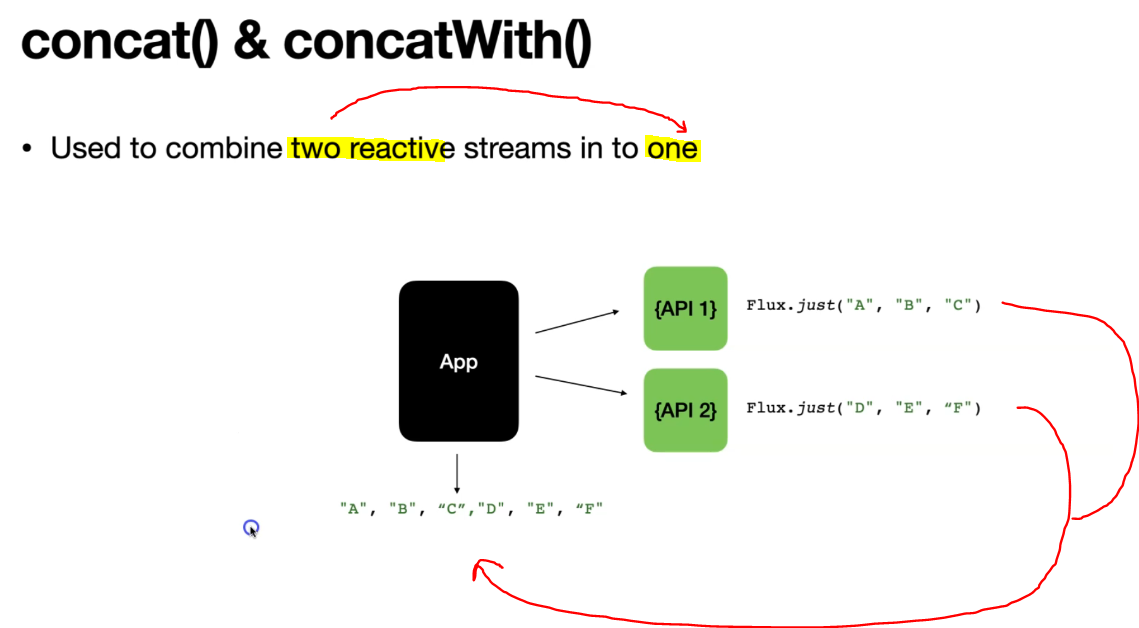 concat() & concatWith()
• Used to combine two reactive streams in to one
{API 1} Flux.just("A", "B", "C")
App
{API 2} Flux.just("D", "E", “F")
"A", "B", “C”,"D", "E", “F"